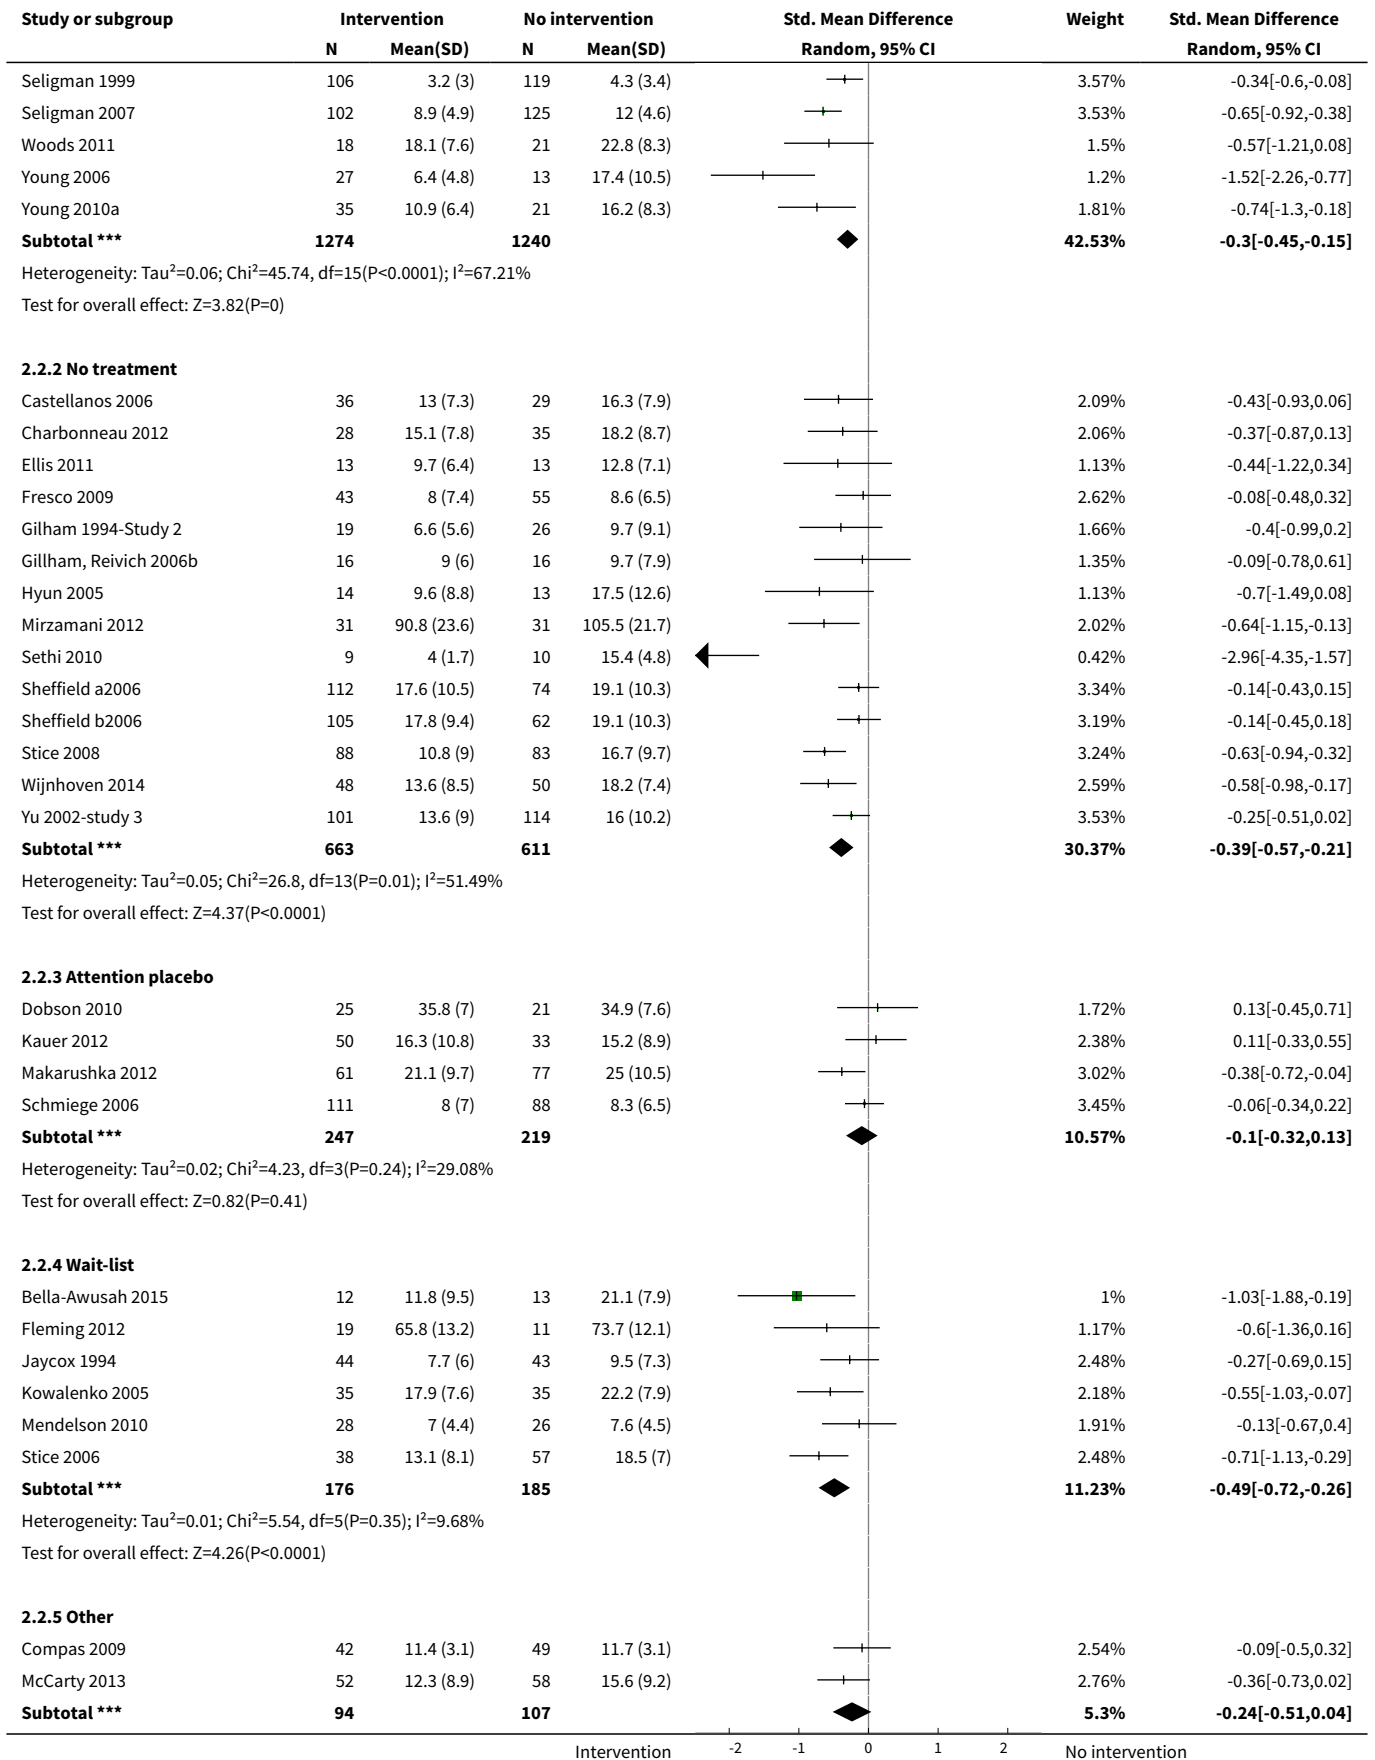 Study or subgroup Intervention No intervention Std. Mean Difference Weight Std. Mean Difference
N Mean(SD) N Mean(SD) Random, 95% CI Random, 95% CI
Seligman 1999 106 3.2 (3) 119 4.3 (3.4) 3.57% -0.34[-0.6,-0.08]
Seligman 2007 102 8.9 (4.9) 125 12 (4.6) 3.53% -0.65[-0.92,-0.38]
Woods 2011 18 18.1 (7.6) 21 22.8 (8.3) 1.5% -0.57[-1.21,0.08]
Young 2006 27 6.4 (4.8) 13 17.4 (10.5) 1.2% -1.52[-2.26,-0.77]
Young 2010a 35 10.9 (6.4) 21 16.2 (8.3) 1.81% -0.74[-1.3,-0.18]
Subtotal *** 1274 1240 42.53% -0.3[-0.45,-0.15]
Heterogeneity: Tau²=0.06; Chi²=45.74, df=15(P<0.0001); I²=67.21%
Test for overall effect: Z=3.82(P=0)
2.2.2 No treatment
Castellanos 2006 36 13 (7.3) 29 16.3 (7.9) 2.09% -0.43[-0.93,0.06]
Charbonneau 2012 28 15.1 (7.8) 35 18.2 (8.7) 2.06% -0.37[-0.87,0.13]
Ellis 2011 13 9.7 (6.4) 13 12.8 (7.1) 1.13% -0.44[-1.22,0.34]
Fresco 2009 43 8 (7.4) 55 8.6 (6.5) 2.62% -0.08[-0.48,0.32]
Gilham 1994-Study 2 19 6.6 (5.6) 26 9.7 (9.1) 1.66% -0.4[-0.99,0.2]
Gillham, Reivich 2006b 16 9 (6) 16 9.7 (7.9) 1.35% -0.09[-0.78,0.61]
Hyun 2005 14 9.6 (8.8) 13 17.5 (12.6) 1.13% -0.7[-1.49,0.08]
Mirzamani 2012 31 90.8 (23.6) 31 105.5 (21.7) 2.02% -0.64[-1.15,-0.13]
Sethi 2010 9 4 (1.7) 10 15.4 (4.8) 0.42% -2.96[-4.35,-1.57]
Sheffield a2006 112 17.6 (10.5) 74 19.1 (10.3) 3.34% -0.14[-0.43,0.15]
Sheffield b2006 105 17.8 (9.4) 62 19.1 (10.3) 3.19% -0.14[-0.45,0.18]
Stice 2008 88 10.8 (9) 83 16.7 (9.7) 3.24% -0.63[-0.94,-0.32]
Wijnhoven 2014 48 13.6 (8.5) 50 18.2 (7.4) 2.59% -0.58[-0.98,-0.17]
Yu 2002-study 3 101 13.6 (9) 114 16 (10.2) 3.53% -0.25[-0.51,0.02]
Subtotal *** 663 611 30.37% -0.39[-0.57,-0.21]
Heterogeneity: Tau²=0.05; Chi²=26.8, df=13(P=0.01); I²=51.49%
Test for overall effect: Z=4.37(P<0.0001)
2.2.3 Attention placebo
Dobson 2010 25 35.8 (7) 21 34.9 (7.6) 1.72% 0.13[-0.45,0.71]
Kauer 2012 50 16.3 (10.8) 33 15.2 (8.9) 2.38% 0.11[-0.33,0.55]
Makarushka 2012 61 21.1 (9.7) 77 25 (10.5) 3.02% -0.38[-0.72,-0.04]
Schmiege 2006 111 8 (7) 88 8.3 (6.5) 3.45% -0.06[-0.34,0.22]
Subtotal *** 247 219 10.57% -0.1[-0.32,0.13]
Heterogeneity: Tau²=0.02; Chi²=4.23, df=3(P=0.24); I²=29.08%
Test for overall effect: Z=0.82(P=0.41)
2.2.4 Wait-list
Bella-Awusah 2015 12 11.8 (9.5) 13 21.1 (7.9) 1% -1.03[-1.88,-0.19]
Fleming 2012 19 65.8 (13.2) 11 73.7 (12.1) 1.17% -0.6[-1.36,0.16]
Jaycox 1994 44 7.7 (6) 43 9.5 (7.3) 2.48% -0.27[-0.69,0.15]
Kowalenko 2005 35 17.9 (7.6) 35 22.2 (7.9) 2.18% -0.55[-1.03,-0.07]
Mendelson 2010 28 7 (4.4) 26 7.6 (4.5) 1.91% -0.13[-0.67,0.4]
Stice 2006 38 13.1 (8.1) 57 18.5 (7) 2.48% -0.71[-1.13,-0.29]
Subtotal *** 176 185 11.23% -0.49[-0.72,-0.26]
Heterogeneity: Tau²=0.01; Chi²=5.54, df=5(P=0.35); I²=9.68%
Test for overall effect: Z=4.26(P<0.0001)
2.2.5 Other
Compas 2009 42 11.4 (3.1) 49 11.7 (3.1) 2.54% -0.09[-0.5,0.32]
McCarty 2013 52 12.3 (8.9) 58 15.6 (9.2) 2.76% -0.36[-0.73,0.02]
Subtotal *** 94 107 5.3% -0.24[-0.51,0.04]
Intervention -2 -1 0 1 2 No intervention